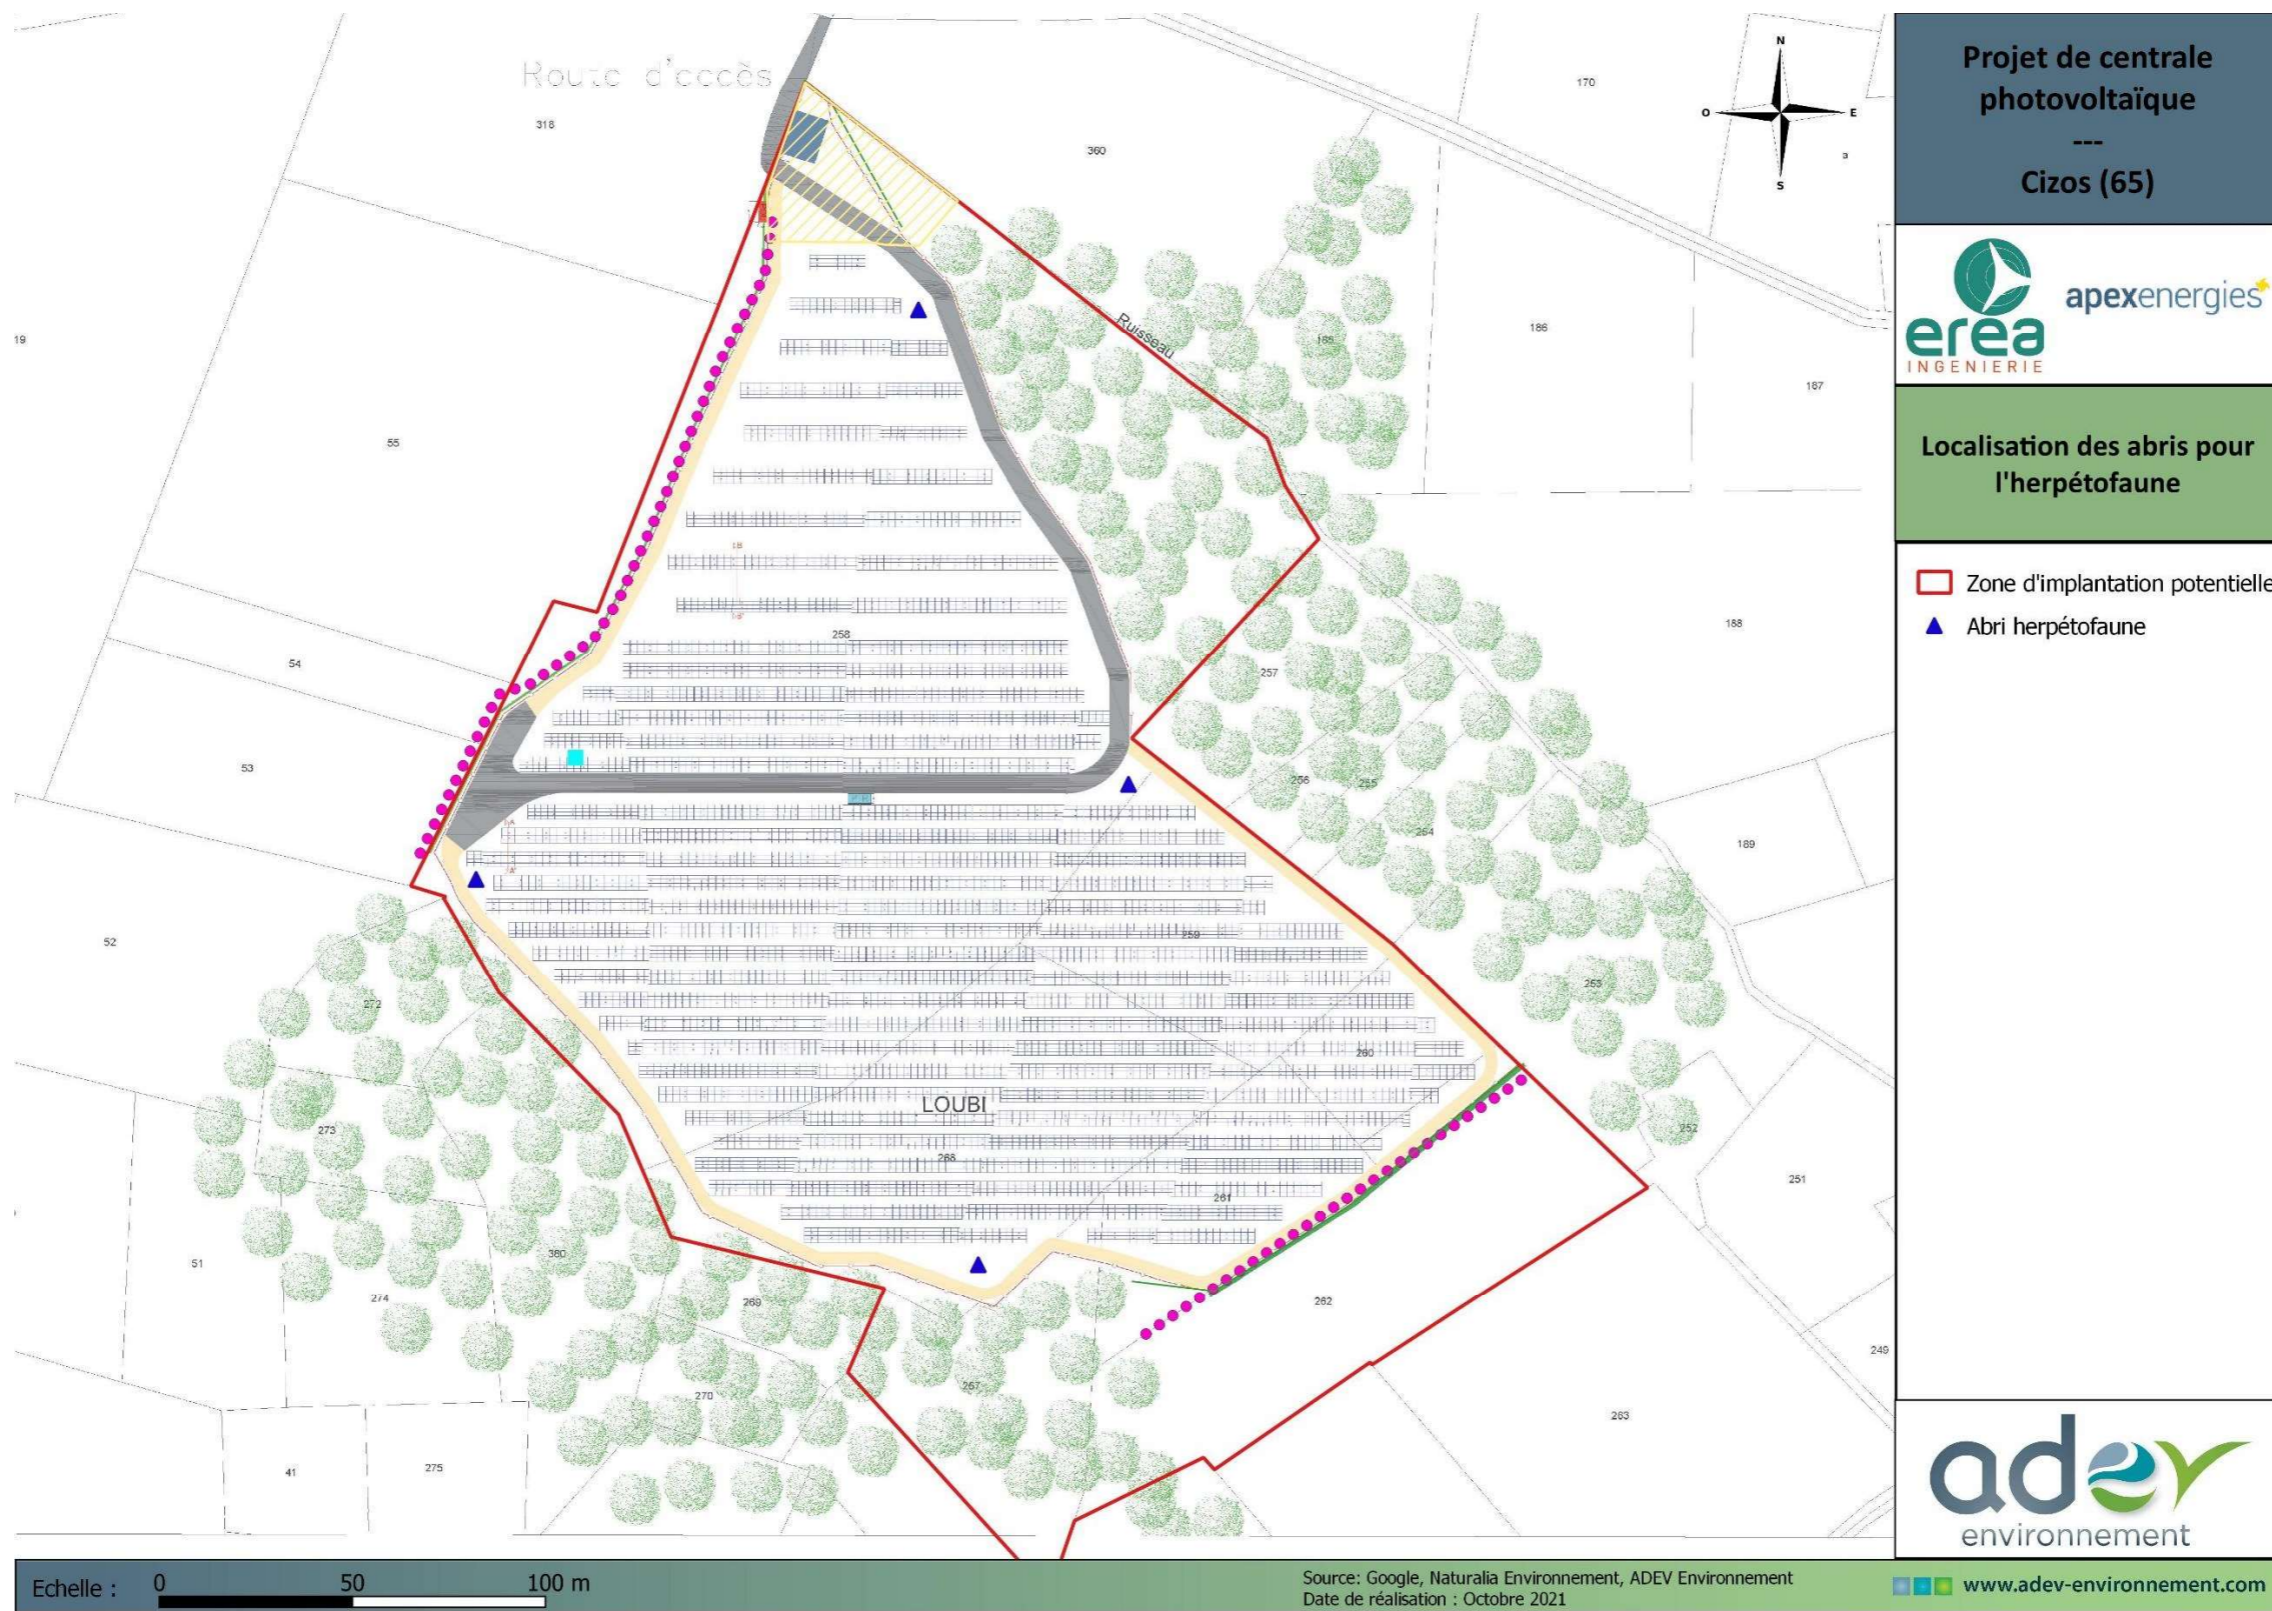 Route d'accès
318
170
360
19
55
54
53
52
51
41
275
274
273
272
380
269
270
267
268
LOUBI
258
259
260
261
262
263
249
251
252
253
254
255
256
257
185
186
187
188
189
Ruisseau
N
O
E
S
a
Projet de centrale
photovoltaïque
---
Cizos (65)
erea
INGENIERIE
apexenergies
Localisation des abris pour
l'herpétofaune
Zone d'implantation potentielle
Abri herpétofaune
adev
environnement
Echelle :
0 50 100 m
Source: Google, Naturalia Environnement, ADEV Environnement
Date de réalisation : Octobre 2021
www.adev-environnement.com